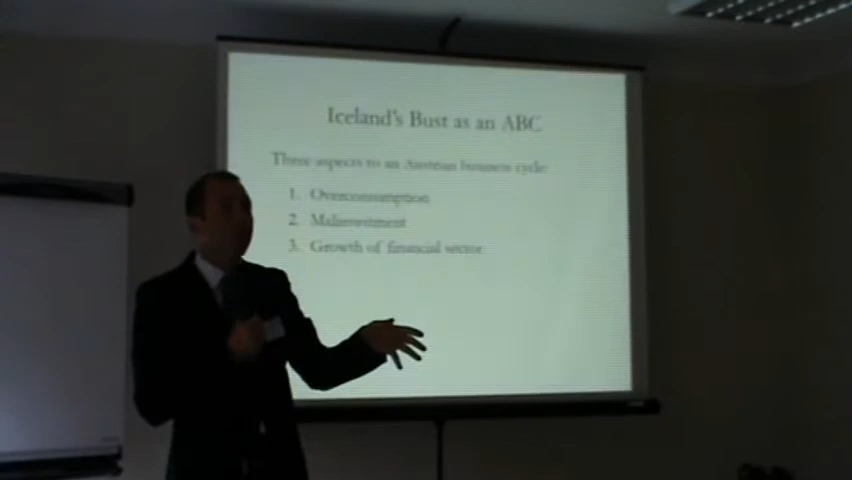 Iceland's Bust as an ABC
Three aspects to an Austrian business cycle:
1. Overconsumption
2. Malinvestment
3. Growth of financial sector